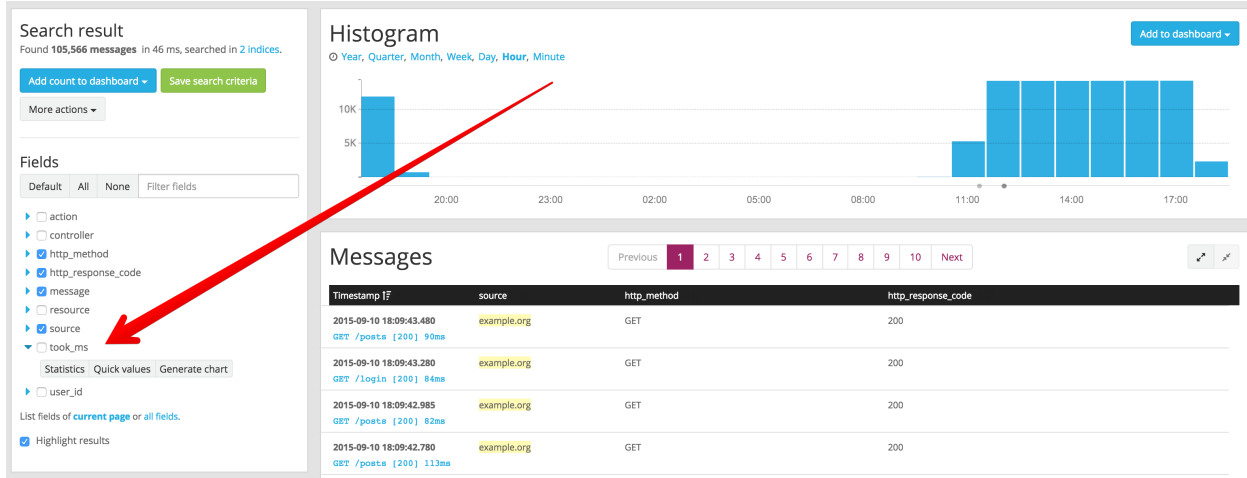 Search result
Found 105,566 messages in 46 ms, searched in 2 indices.
Add count to dashboard
Save search criteria
More actions
Fields
Default All None Filter fields
action
controller
http_method
http_response_code
message
resource
source
took_ms
Statistics Quick values Generate chart
user_id
List fields of current page or all fields.
Highlight results
Histogram
Add to dashboard
Year, Quarter, Month, Week, Day, Hour, Minute
10K
5K
20:00 23:00 02:00 05:00 08:00 11:00 14:00 17:00
Messages
Previous 1 2 3 4 5 6 7 8 9 10 Next
Timestamp source http_method http_response_code
2015-09-10 18:09:43.480 example.org GET 200
GET /posts [200] 90ms
2015-09-10 18:09:43.280 example.org GET 200
GET /login [200] 84ms
2015-09-10 18:09:42.985 example.org GET 200
GET /posts [200] 82ms
2015-09-10 18:09:42.780 example.org GET 200
GET /posts [200] 113ms